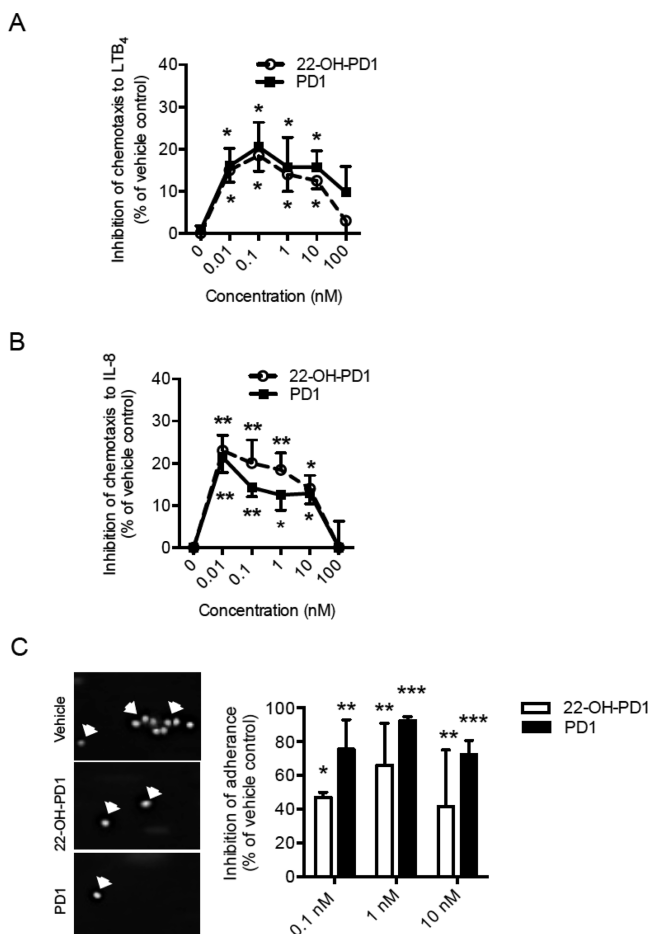 A
Inhibition of chemotaxis to LTB4
(% of vehicle control)
22-OH-PD1
PD1
40
30
20
10
0
* * * *
* * * *
0 0.01 0.1 1 10 100
Concentration (nM)
B
Inhibition of chemotaxis to IL-8
(% of vehicle control)
22-OH-PD1
PD1
40
30
20
10
0
** ** ** *
** ** * *
0 0.01 0.1 1 10 100
Concentration (nM)
C
Vehicle
22-OH-PD1
PD1
Inhibition of adherance
(% of vehicle control)
22-OH-PD1
PD1
100
80
60
40
20
0
* ** ** *** ** ***
0.1 nM 1 nM 10 nM